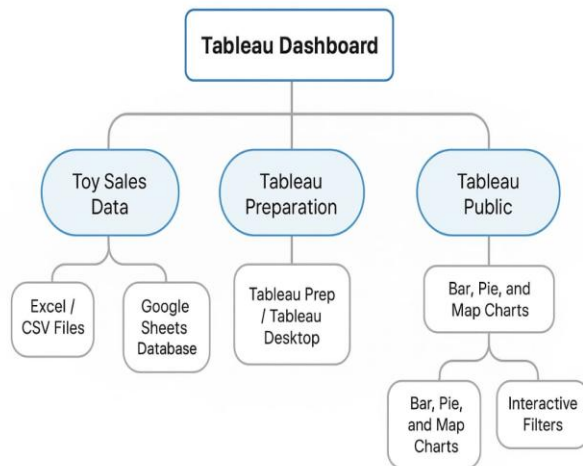 Tableau Dashboard
Toy Sales
Data
Tableau
Preparation
Tableau
Public
Excel /
CSV Files
Google
Sheets
Database
Tableau Prep
/ Tableau
Desktop
Bar, Pie, and
Map Charts
Bar, Pie,
and Map
Charts
Interactive
Filters